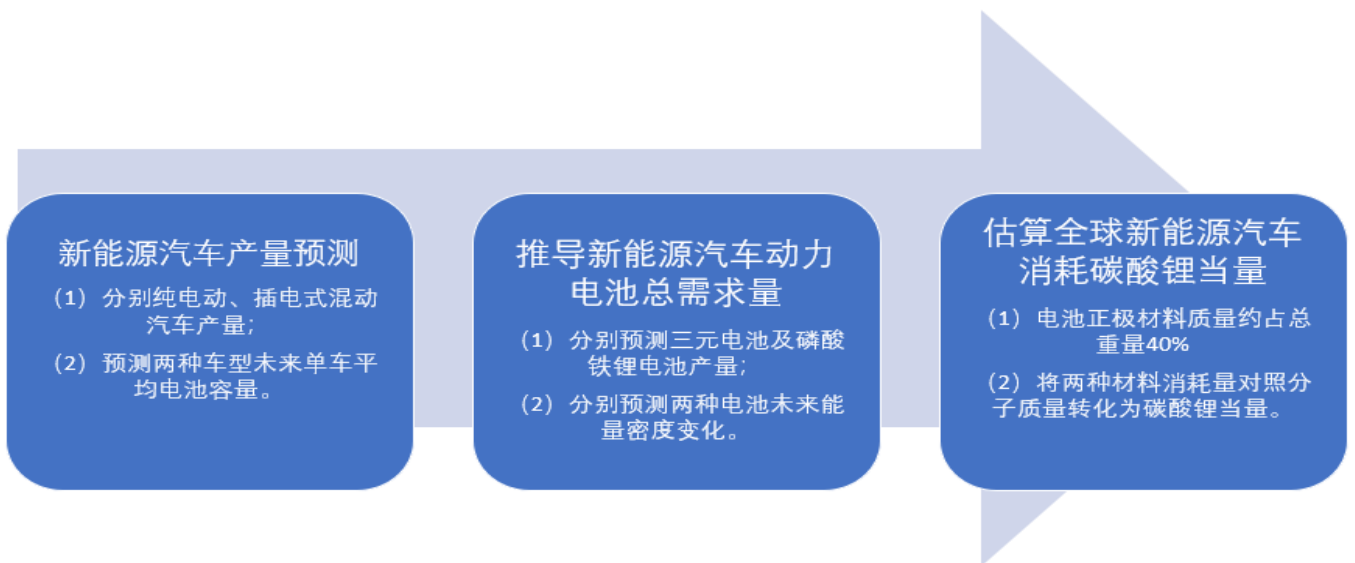 新能源汽车产量预测
（1）分别纯电动、插电式混动
汽车产量；
（2）预测两种车型未来单车平
均电池容量。
推导新能源汽车动力
电池总需求量
（1）分别预测三元电池及磷酸
铁锂电池产量；
（2）分别预测两种电池未来能
量密度变化。
估算全球新能源汽车
消耗碳酸锂当量
（1）电池正极材料质量约占总
重量40%
（2）将两种材料消耗量对照分
子质量转化为碳酸锂当量。